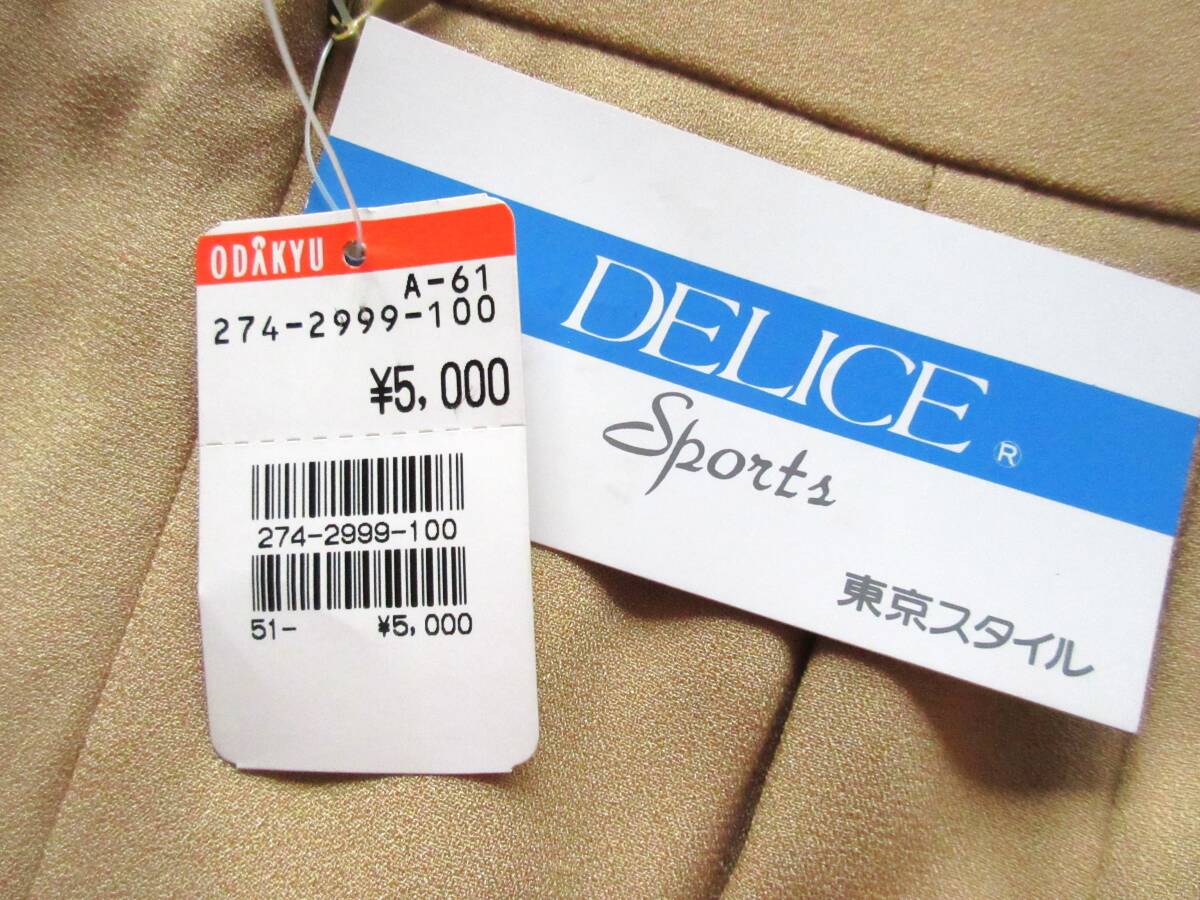 ODAKYU
A-61
274-2999-100
¥5,000
274-2999-100
51- ¥5,000
DELICE ®
Sports
東京スタイル